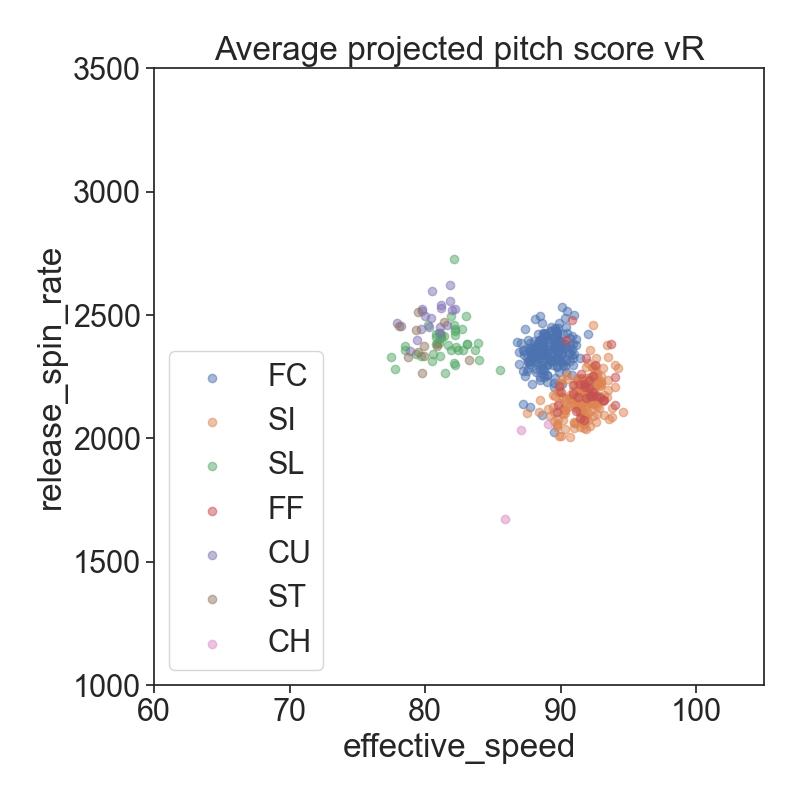 Average projected pitch score vR
release_spin_rate
3500
3000
2500
2000
1500
1000
FC
SI
SL
FF
CU
ST
CH
60
70
80
90
100
effective_speed